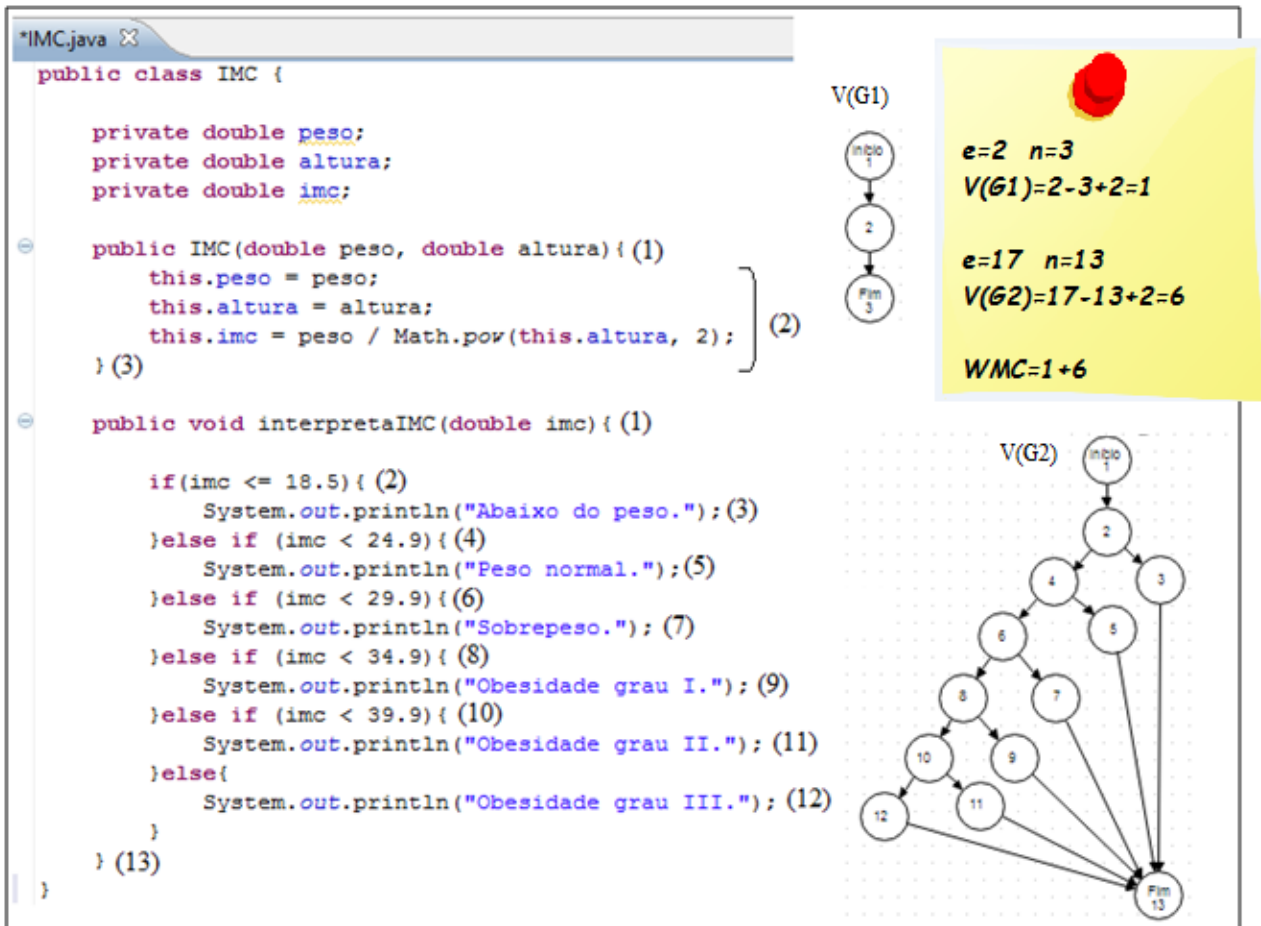 *IMC.java
public class IMC {
private double peso;
private double altura;
private double imc;
public IMC(double peso, double altura){ (1)
this.peso = peso;
this.altura = altura;
this.imc = peso / Math.pow(this.altura, 2);
(2)
} (3)
public void interpretaIMC(double imc){ (1)
if(imc <= 18.5){ (2)
System.out.println("Abaixo do peso."); (3)
}else if (imc < 24.9){ (4)
System.out.println("Peso normal."); (5)
}else if (imc < 29.9){ (6)
System.out.println("Sobrepeso."); (7)
}else if (imc < 34.9){ (8)
System.out.println("Obesidade grau I."); (9)
}else if (imc < 39.9){ (10)
System.out.println("Obesidade grau II."); (11)
}else{
System.out.println("Obesidade grau III."); (12)
}
} (13)
}
V(G1)
Início
1
2
Fim
3
e=2 n=3
V(G1)=2-3+2=1
e=17 n=13
V(G2)=17-13+2=6
WMC=1+6
V(G2)
Início
1
2
4
3
6
5
8
7
10
9
12
11
Fim
13